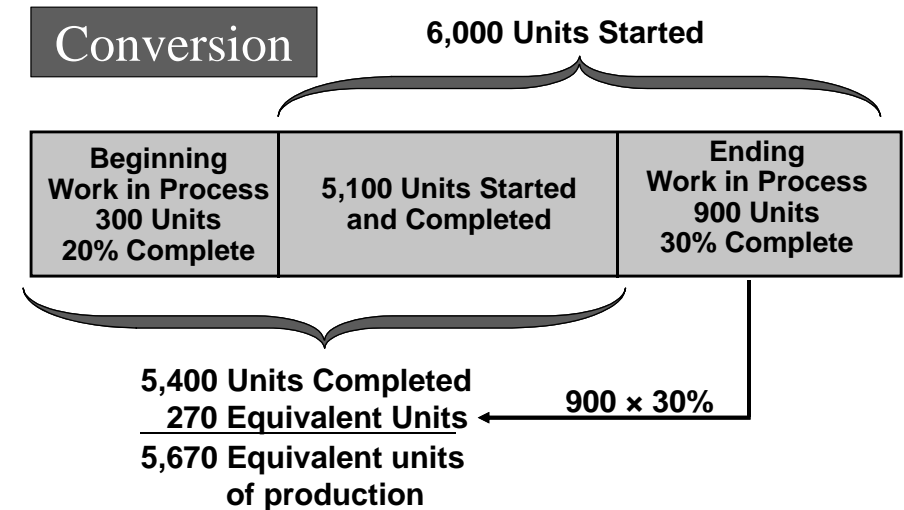 Conversion
6,000 Units Started
Beginning
Work in Process
300 Units
20% Complete
5,100 Units Started
and Completed
Ending
Work in Process
900 Units
30% Complete
5,400 Units Completed
270 Equivalent Units
900 × 30%
5,670 Equivalent units
of production